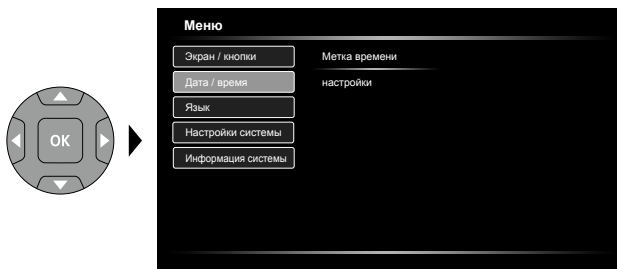 Меню
OK
Экран / кнопки
Дата / время
Язык
Настройки системы
Информация системы
Метка времени
настройки